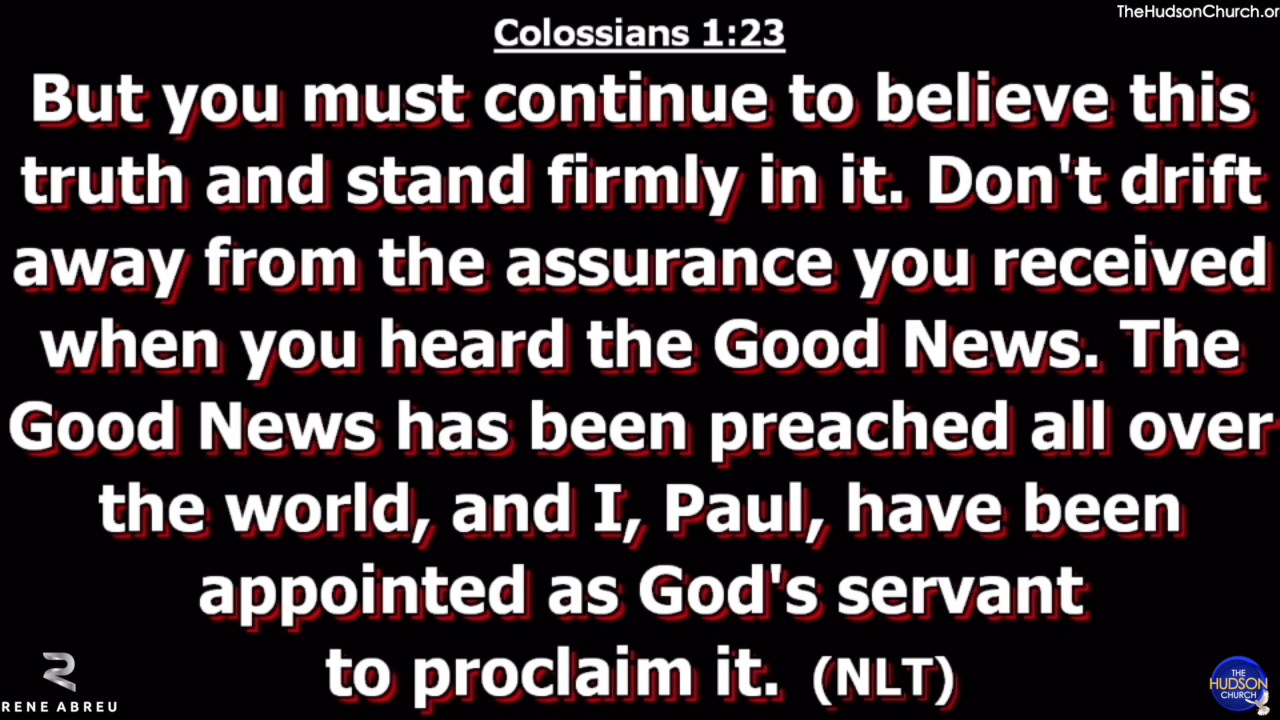 TheHudsonChurch.or
Colossians 1:23
But you must continue to believe this
truth and stand firmly in it. Don't drift
away from the assurance you received
when you heard the Good News. The
Good News has been preached all over
the world, and I, Paul, have been
appointed as God's servant
to proclaim it. (NLT)
RENE ABREU
THE
HUDSON
CHURCH